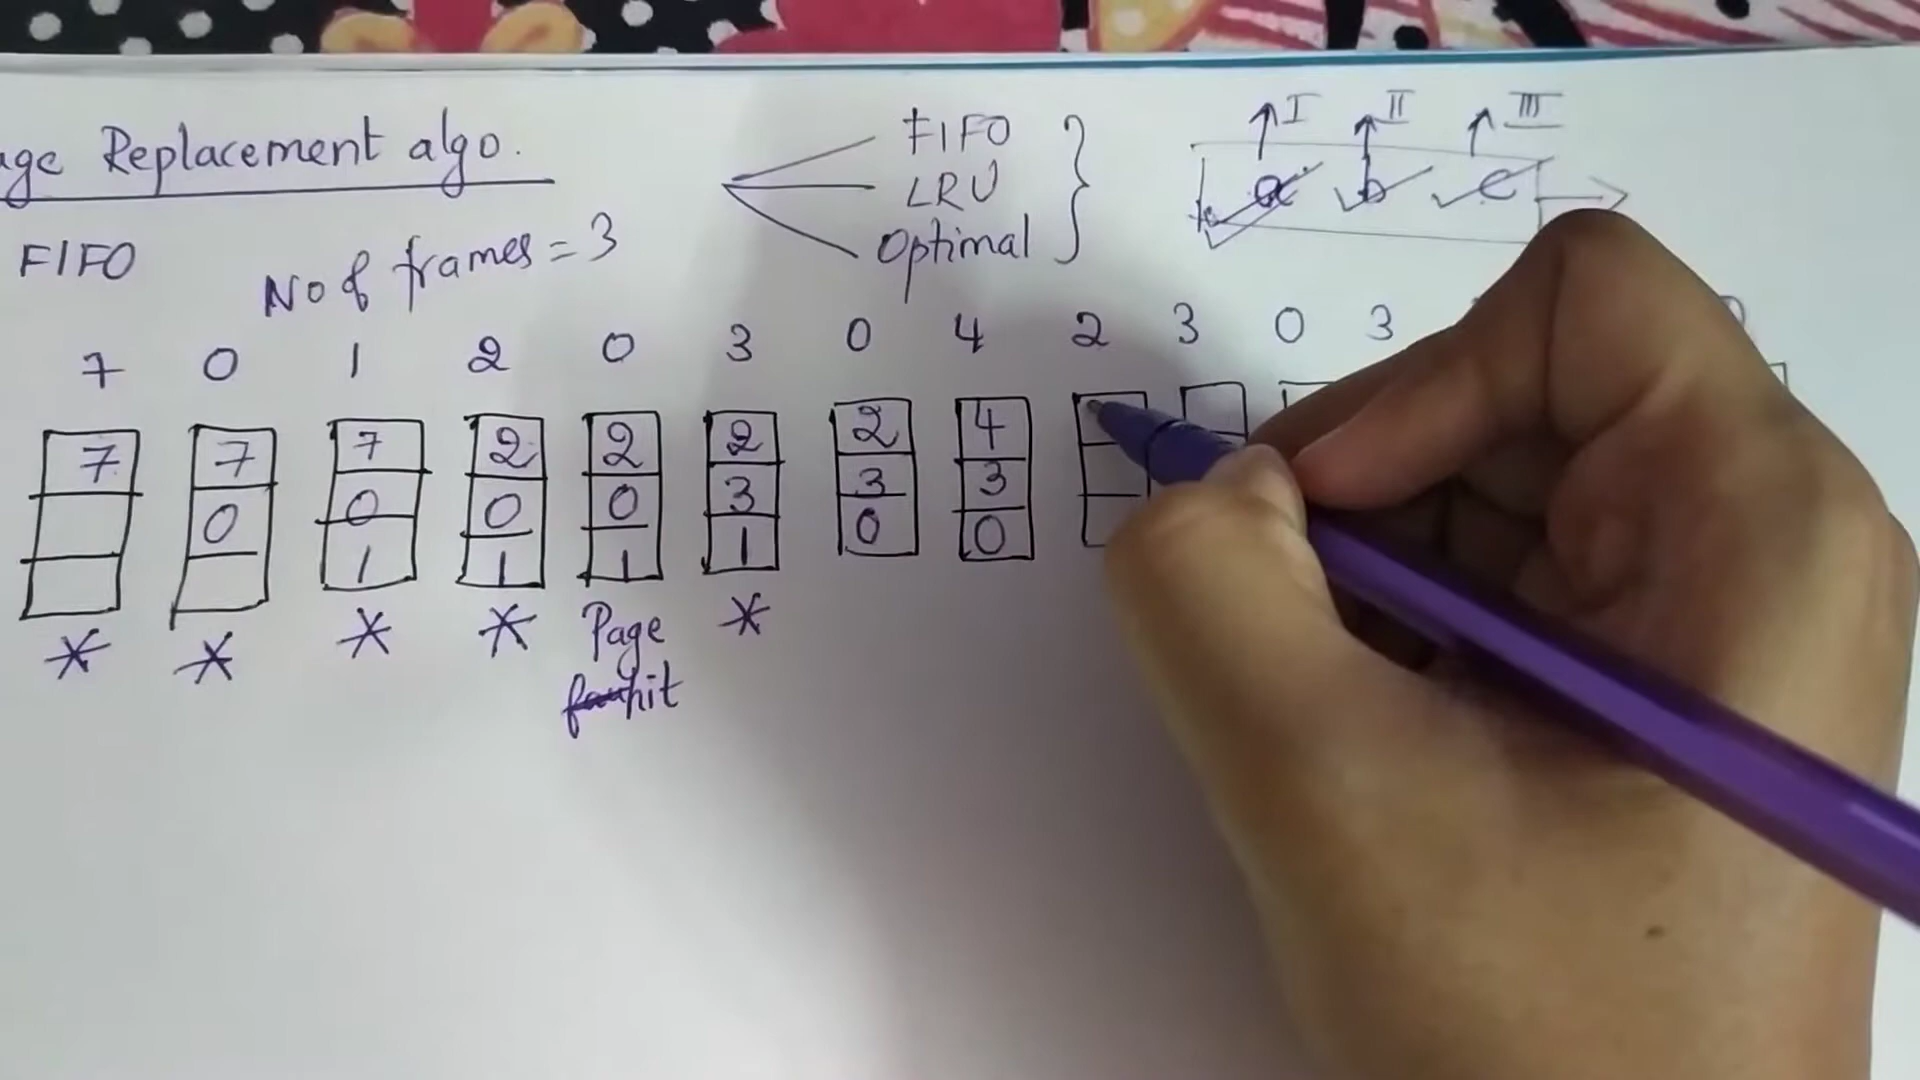 age Replacement algo.
FIFO
LRU
Optimal
I II III
a b c
FIFO
No of frames = 3
7 0 1 2 0 3 0 4 2 3 0 3
7 7 7 2 2 2 2 4
0 0 0 0 3 3 3
1 1 1 1 0 0
* * * * Page *
hit